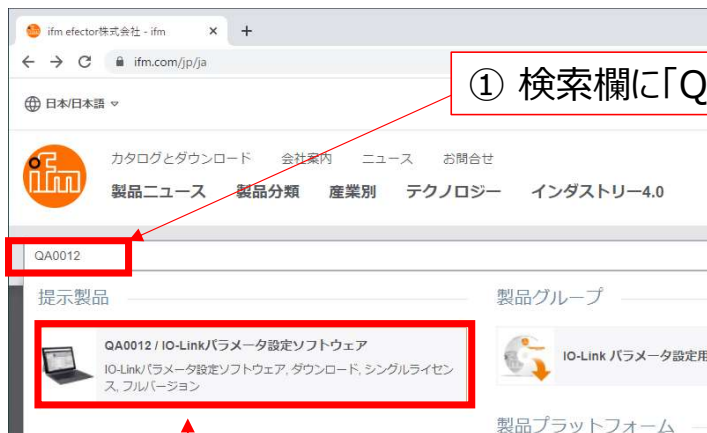 ifm efector株式会社 - ifm
ifm.com/jp/ja
① 検索欄に「Q
日本/日本語
カタログとダウンロード 会社案内 ニュース お問合せ
ifm
製品ニュース 製品分類 産業別 テクノロジー インダストリー4.0
QA0012
提示製品
製品グループ
QA0012 / IO-Linkパラメータ設定ソフトウェア
IO-Linkパラメータ設定ソフトウェア, ダウンロード, シングルライセン
ス, フルバージョン
IO-Link パラメータ設定用
製品プラットフォーム